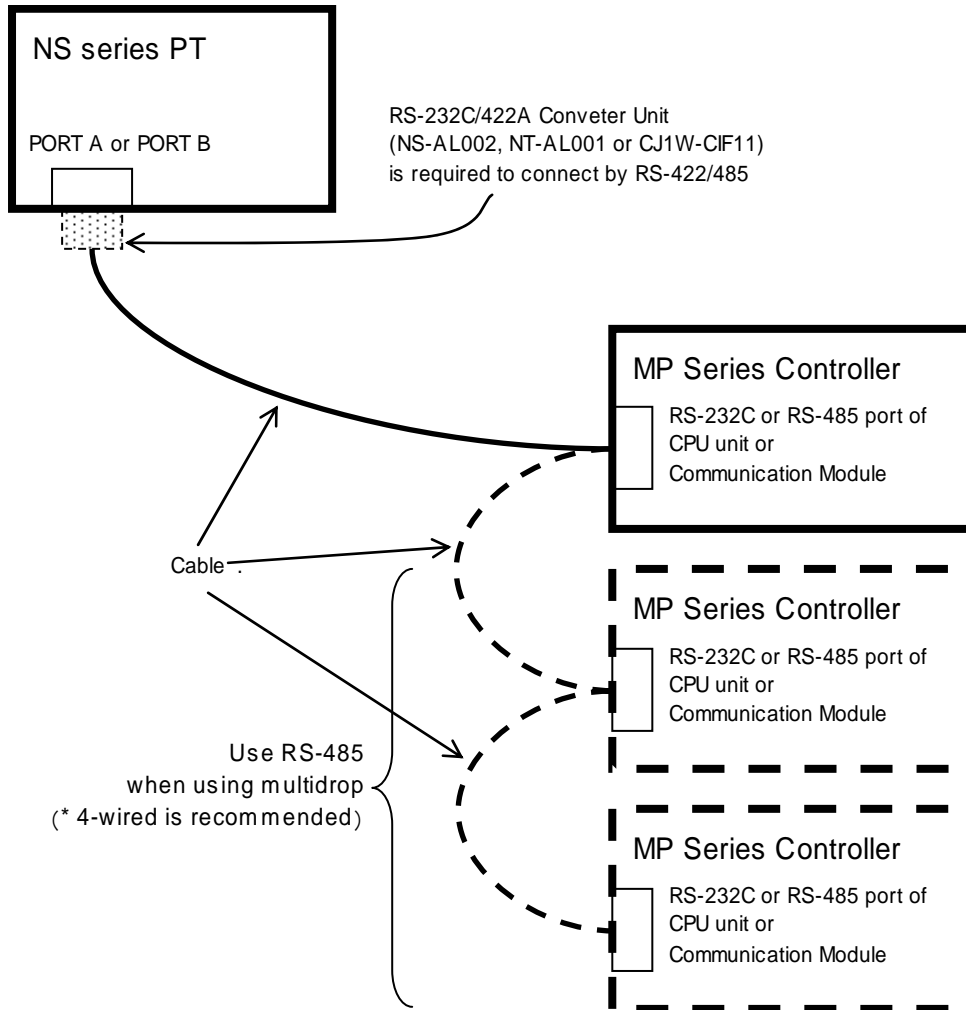 NS series PT
PORT A or PORT B
RS-232C/422A Conveter Unit
(NS-AL002, NT-AL001 or CJ1W-CIF11)
is required to connect by RS-422/485
MP Series Controller
RS-232C or RS-485 port of
CPU unit or
Communication Module
Cable .
MP Series Controller
RS-232C or RS-485 port of
CPU unit or
Communication Module
Use RS-485
when using multidrop
(* 4-wired is recommended)
MP Series Controller
RS-232C or RS-485 port of
CPU unit or
Communication Module